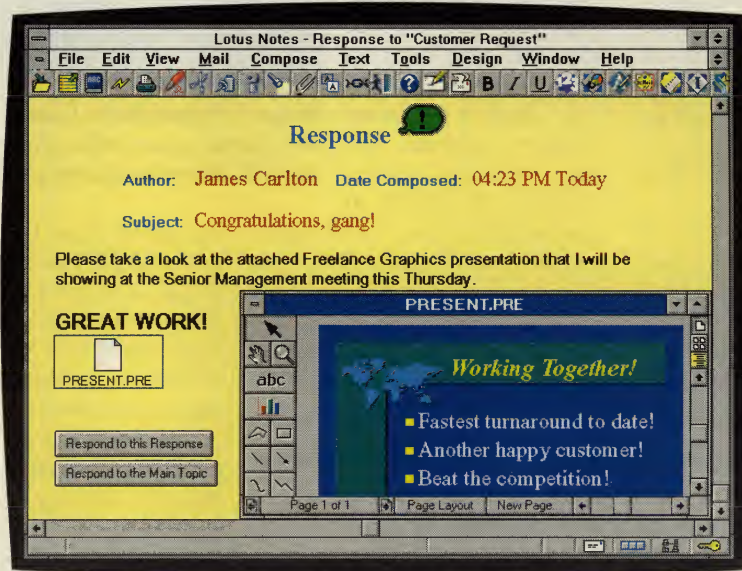 Lotus Notes - Response to "Customer Request"
File Edit View Mail Compose Text Tools Design Window Help
B I U
Response
Author: James Carlton Date Composed: 04:23 PM Today
Subject: Congratulations, gang!
Please take a look at the attached Freelance Graphics presentation that I will be
showing at the Senior Management meeting this Thursday.
GREAT WORK!
PRESENT.PRE
Respond to this Response
Respond to the Main Topic
PRESENT.PRE
abc
Working Together!
Fastest turnaround to date!
Another happy customer!
Beat the competition!
Page 1 of 1 Page Layout New Page